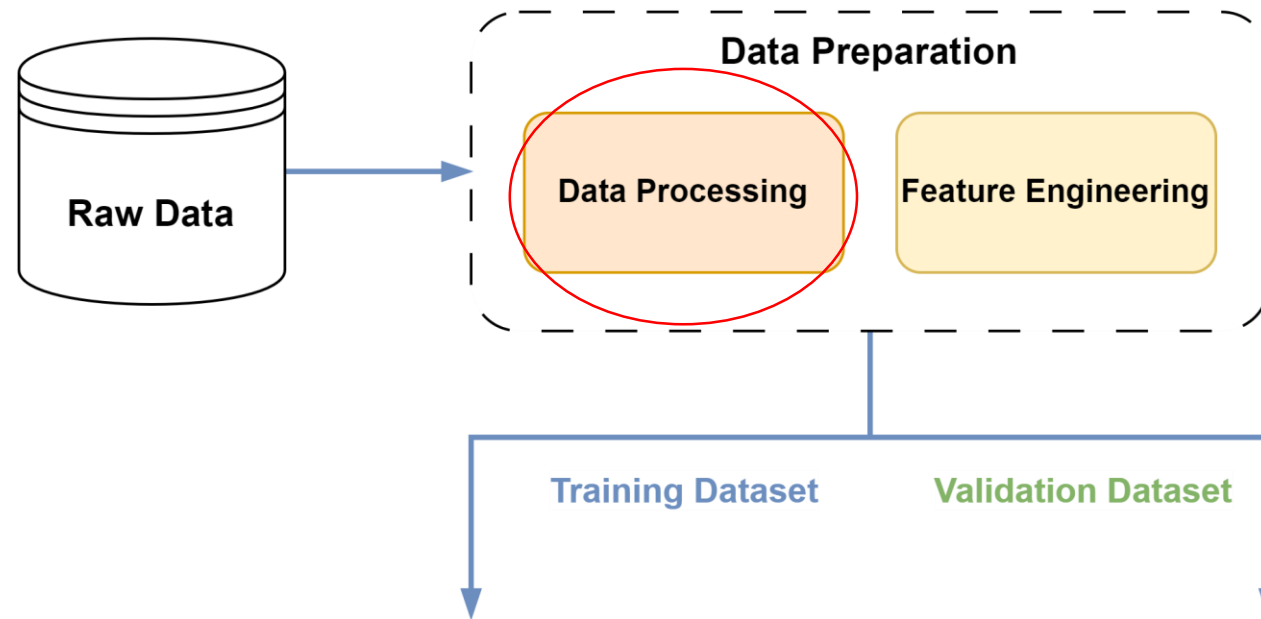 Data Preparation
Raw Data
Data Processing
Feature Engineering
Training Dataset
Validation Dataset